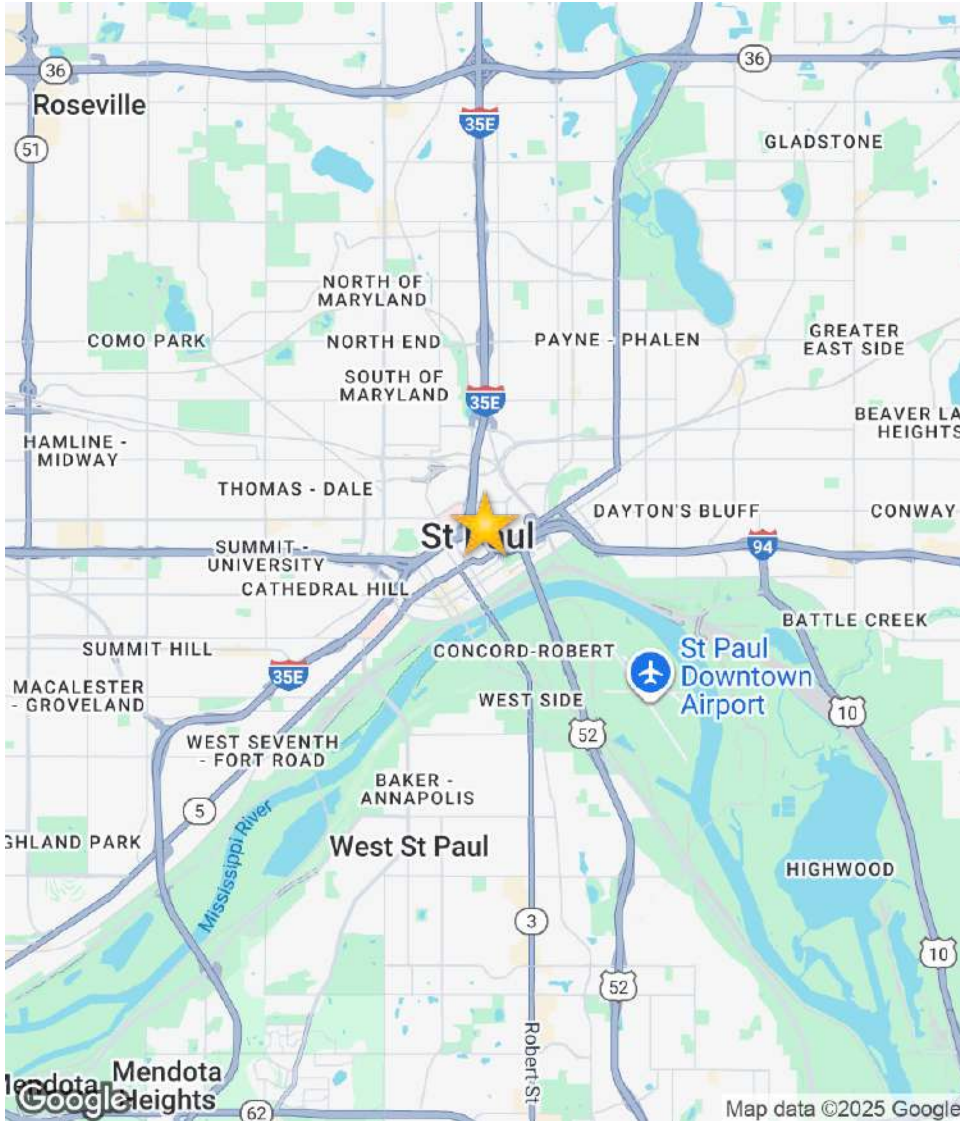 36
36
Roseville
35E
51
GLADSTONE
NORTH OF
MARYLAND
COMO PARK
NORTH END
PAYNE - PHALEN
GREATER
EAST SIDE
SOUTH OF
MARYLAND
35E
BEAVER LA
HEIGHTS
HAMLINE -
MIDWAY
THOMAS - DALE
DAYTON'S BLUFF
CONWAY
St Paul
SUMMIT -
UNIVERSITY
94
CATHEDRAL HILL
BATTLE CREEK
SUMMIT HILL
CONCORD-ROBERT
St Paul
Downtown
Airport
35E
MACALESTER
- GROVELAND
WEST SIDE
10
52
WEST SEVENTH
- FORT ROAD
BAKER -
ANNAPOLIS
5
GHLAND PARK
West St Paul
Mississippi River
HIGHWOOD
3
10
52
Robert St
Mendota
Mendota
Heights
Google
62
Map data ©2025 Google